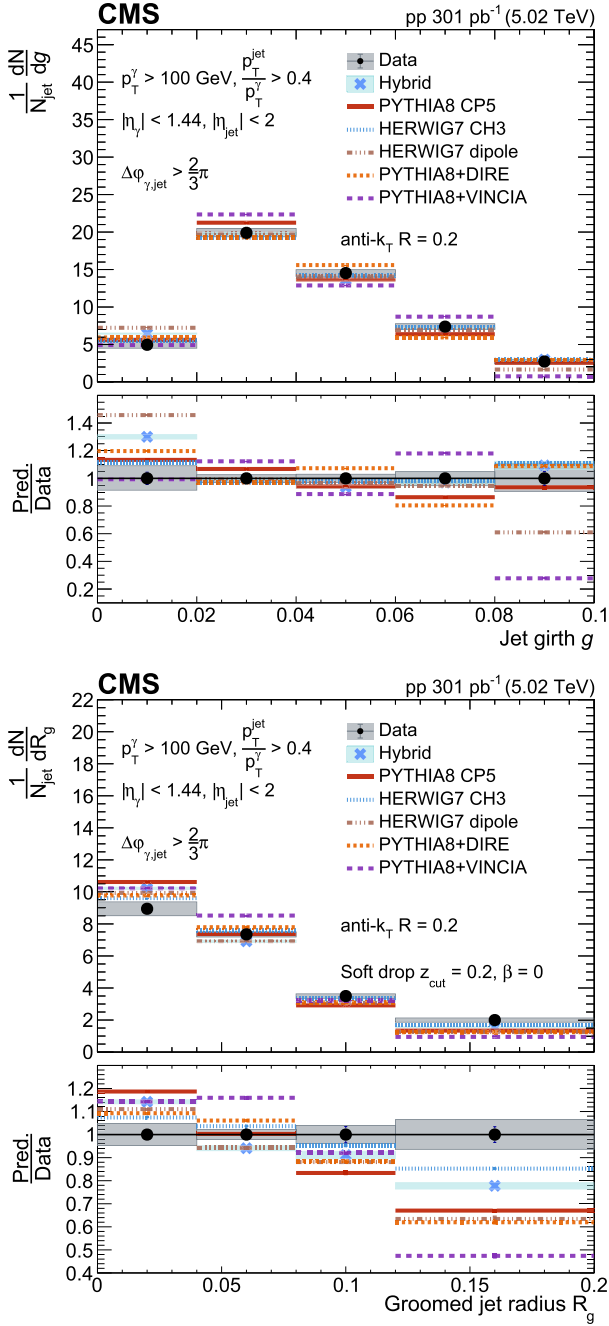 CMS pp 301 pb⁻¹ (5.02 TeV)
1/N_jet dN/dg
45
40
35
30
25
20
15
10
5
0
p_T^γ > 100 GeV, p_T^jet/p_T^γ > 0.4
|η_γ| < 1.44, |η_jet| < 2
Δφ_γ,jet > 2/3 π
Data
Hybrid
PYTHIA8 CP5
HERWIG7 CH3
HERWIG7 dipole
PYTHIA8+DIRE
PYTHIA8+VINCIA
anti-k_T R = 0.2
Pred./Data
1.4
1.2
1
0.8
0.6
0.4
0.2
0 0.02 0.04 0.06 0.08 0.1
Jet girth g
CMS pp 301 pb⁻¹ (5.02 TeV)
1/N_jet dN/dR_g
22
20
18
16
14
12
10
8
6
4
2
0
p_T^γ > 100 GeV, p_T^jet/p_T^γ > 0.4
|η_γ| < 1.44, |η_jet| < 2
Δφ_γ,jet > 2/3 π
Data
Hybrid
PYTHIA8 CP5
HERWIG7 CH3
HERWIG7 dipole
PYTHIA8+DIRE
PYTHIA8+VINCIA
anti-k_T R = 0.2
Soft drop z_cut = 0.2, β = 0
Pred./Data
1.2
1.1
1
0.9
0.8
0.7
0.6
0.5
0.4
0 0.05 0.1 0.15 0.2
Groomed jet radius R_g